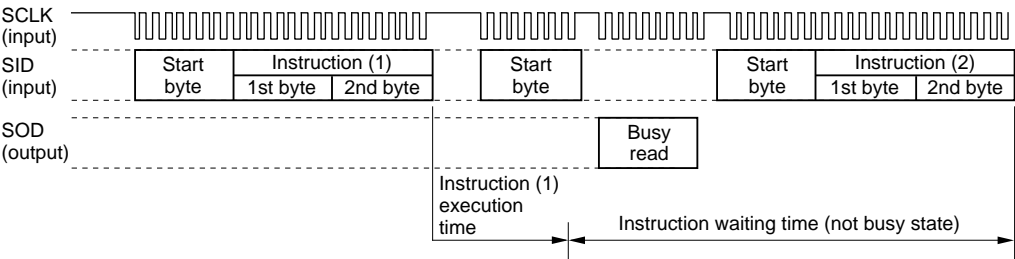 SCLK
(input)
SID
(input)
Start
byte
Instruction (1)
1st byte
2nd byte
Start
byte
Start
byte
Instruction (2)
1st byte
2nd byte
SOD
(output)
Busy
read
Instruction (1)
execution
time
Instruction waiting time (not busy state)